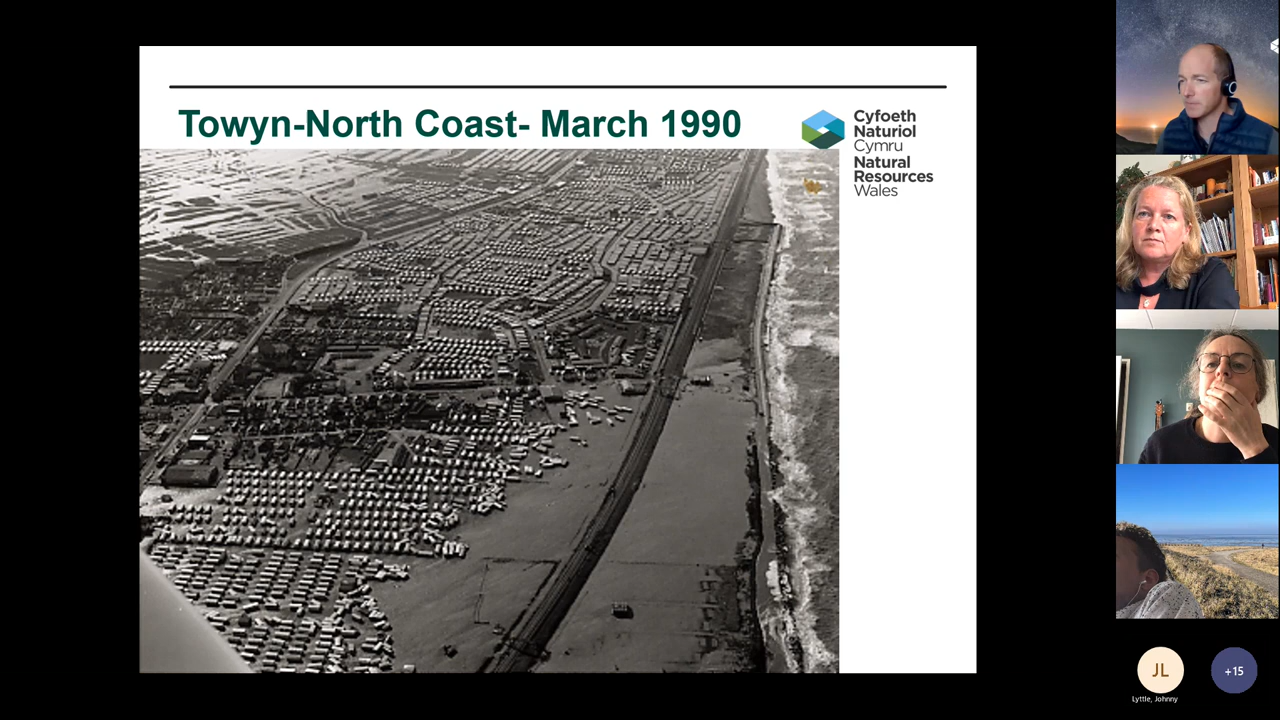 Towyn-North Coast- March 1990
Cyfoeth
Naturiol
Cymru
Natural
Resources
Wales
JL
+15
Lyttle, Johnny